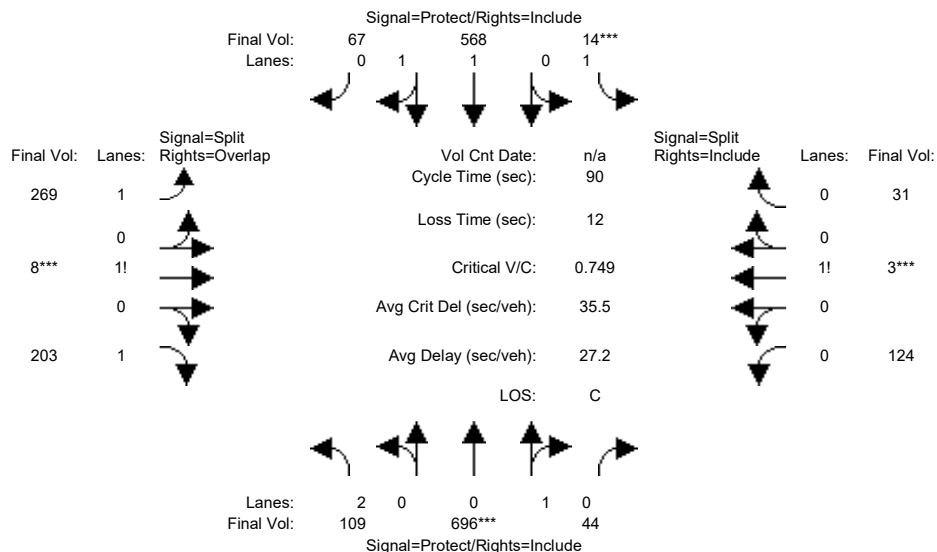 Signal=Protect/Rights=Include
Final Vol: 67 568 14***
Lanes: 0 1 1 0 1
Signal=Split Signal=Split
Final Vol: Lanes: Rights=Overlap Vol Cnt Date: n/a Rights=Include Lanes: Final Vol:
Cycle Time (sec): 90
269 1 0 31
Loss Time (sec): 12
0 0
8*** 1! Critical V/C: 0.749 1! 3***
0 Avg Crit Del (sec/veh): 35.5 0
203 1 Avg Delay (sec/veh): 27.2 0 124
LOS: C
Lanes: 2 0 0 1 0
Final Vol: 109 696*** 44
Signal=Protect/Rights=Include